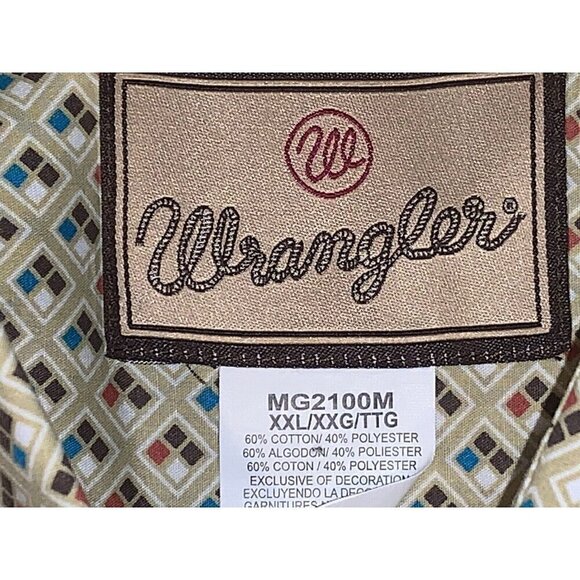 W
Wrangler®
MG2100M
XXL/XXG/TTG
60% COTTON/ 40% POLYESTER
60% ALGODON/ 40% POLIESTER
60% COTON/ 40% POLYESTER
EXCLUSIVE OF DECORATION
EXCLUYENDO LA
GARNITURES